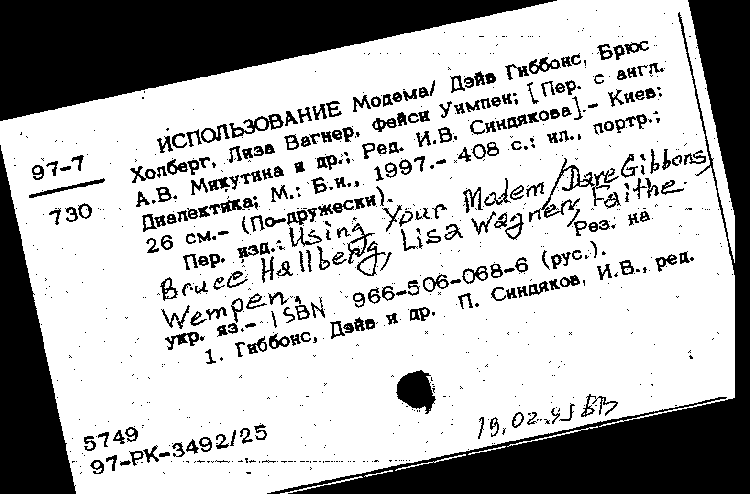 ИСПОЛЬЗОВАНИЕ Модема/ Дэйв Гиббонс, Брюс
97-7
Холберг, Лиза Вагнер, Фейси Уимпен; [Пер. с англ.
730
А.В. Микутина и др.; Ред. И.В. Синдякова].- Киев;
Диалектика; М.: Б.и., 1997.- 408 с.: ил., портр.;
26 см.- (По-дружески).
Пер. изд.: Using Your Modem/Dave Gibbons,
Bruce Hallberg, Lisa Wagner, Faithe
Wempen. Рез. на
укр. яз.- ISBN 966-506-068-6 (рус.).
1. Гиббонс, Дэйв и др. П. Синдяков, И.В., ред.
5749
97-РК-3492/25
19.02